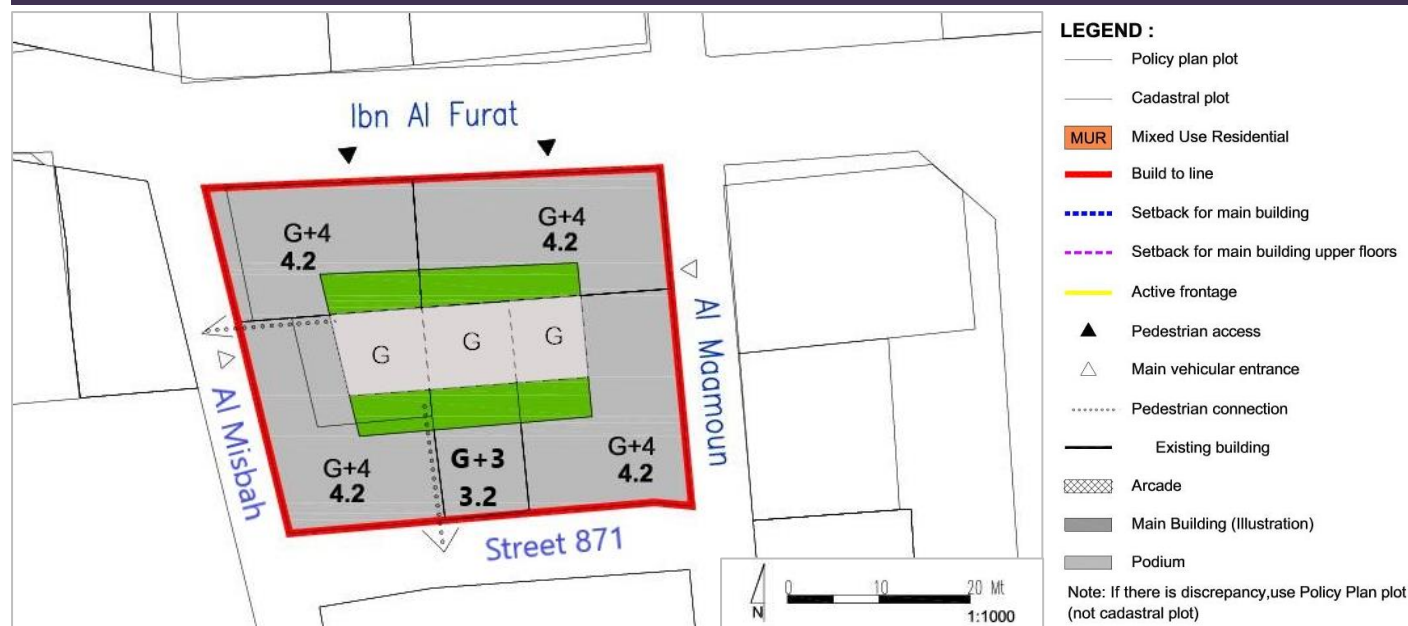 Ibn Al Furat
G+4
4.2
G+4
4.2
G
G
G
Al Maamoun
Al Misbah
G+4
4.2
G+3
3.2
G+4
4.2
Street 871
N
0 10 20 Mt
1:1000
LEGEND :
Policy plan plot
Cadastral plot
MUR Mixed Use Residential
Build to line
Setback for main building
Setback for main building upper floors
Active frontage
Pedestrian access
Main vehicular entrance
Pedestrian connection
Existing building
Arcade
Main Building (Illustration)
Podium
Note: If there is discrepancy,use Policy Plan plot
(not cadastral plot)